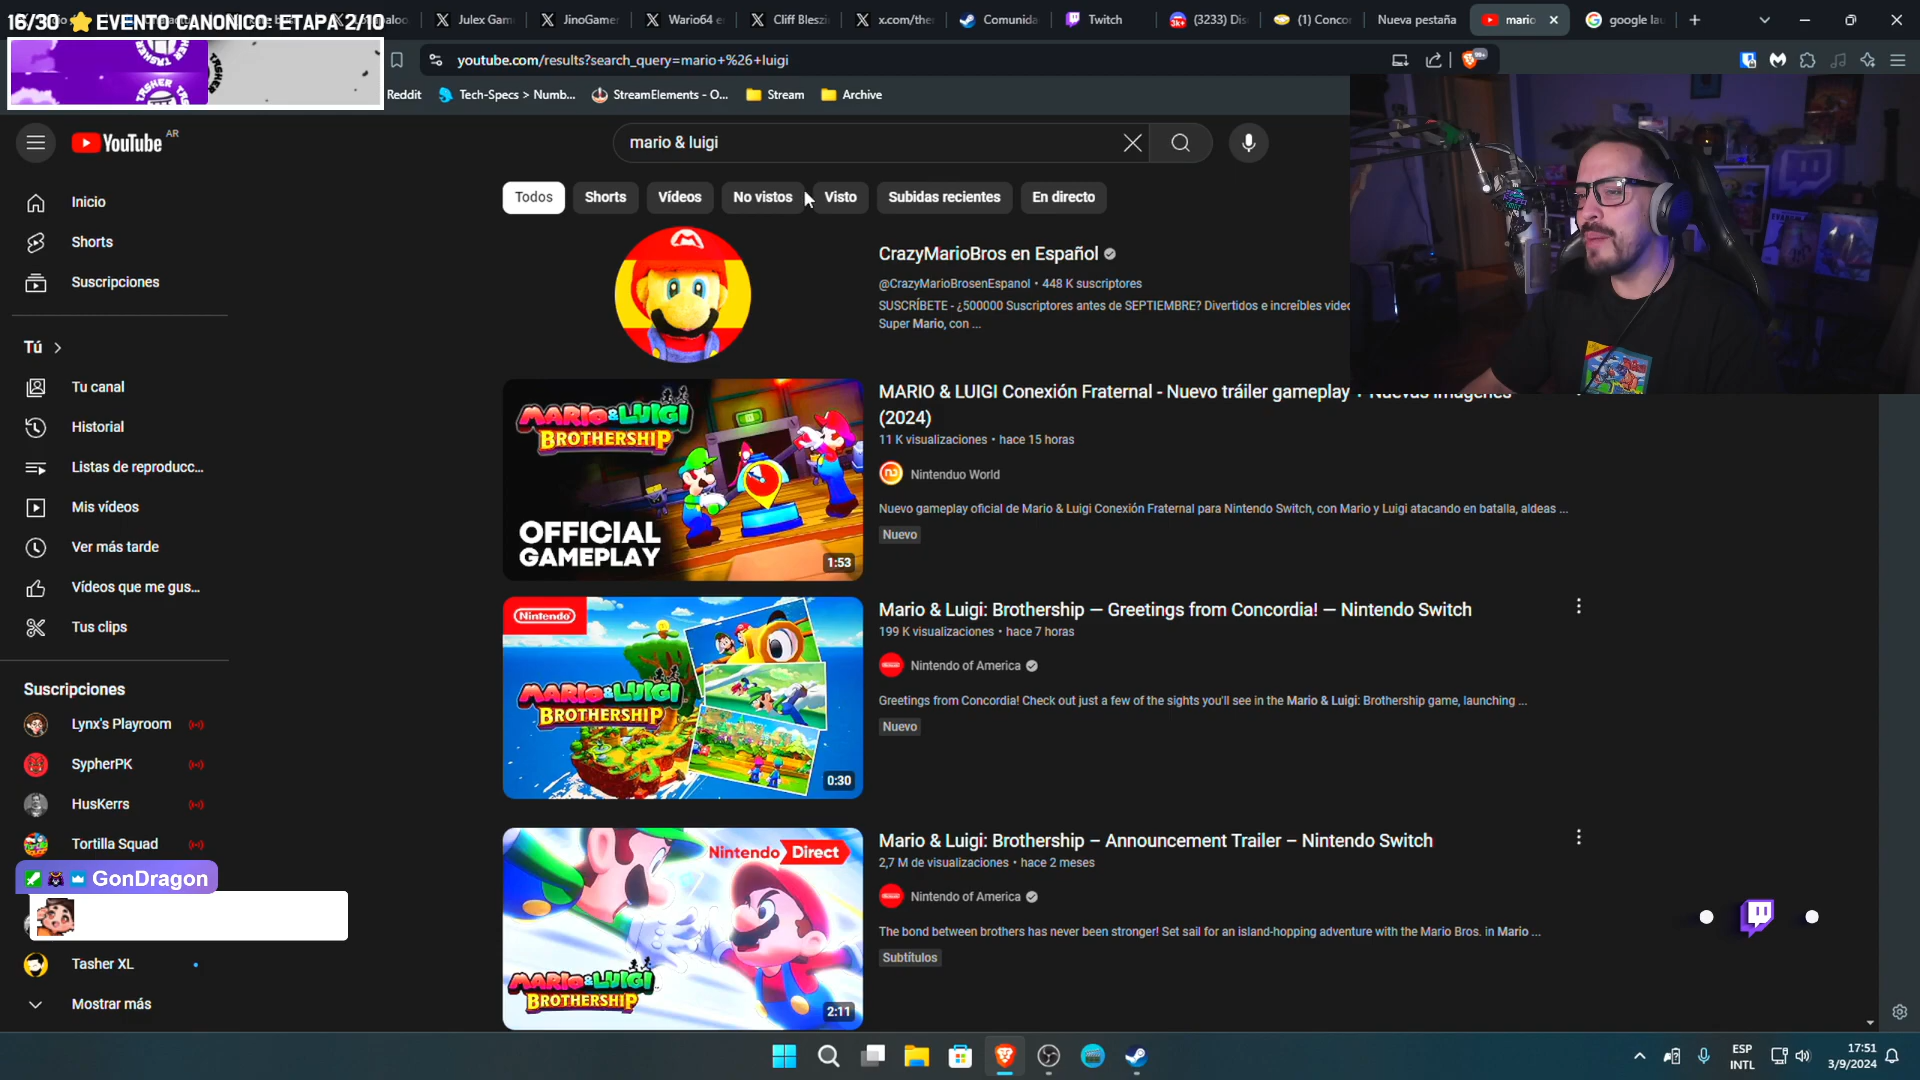 16/30 ⭐ EVENTO CANÓNICO: ETAPA 2/10
Julex Gam
JinoGame
Wario64
Cliff Bleszi
x.com/the
Comunida
Twitch
(3233) Dis
(1) Conco
Nueva pestaña
mario
google lau
youtube.com/results?search_query=mario+%26+luigi
TASHER
Reddit
Tech-Specs > Numb...
StreamElements - O...
Stream
Archive
YouTube AR
mario & luigi
Todos
Shorts
Vídeos
No vistos
Visto
Subidas recientes
En directo
Inicio
Shorts
Suscripciones
Tú
Tu canal
Historial
Listas de reproducc...
Mis vídeos
Ver más tarde
Vídeos que me gus...
Tus clips
Suscripciones
Lynx's Playroom
SypherPK
HusKerrs
Tortilla Squad
GonDragon
Tasher XL
Mostrar más
CrazyMarioBros en Español
@CrazyMarioBrosenEspanol • 448 K suscriptores
SUSCRÍBETE - ¿500000 Suscriptores antes de SEPTIEMBRE? Divertidos e increíbles video
Super Mario, con ...
MARIO & LUIGI
BROTHERSHIP
OFFICIAL
GAMEPLAY
1:53
MARIO & LUIGI Conexión Fraternal - Nuevo tráiler gameplay
(2024)
11 K visualizaciones • hace 15 horas
Nintenduo World
Nuevo gameplay oficial de Mario & Luigi Conexión Fraternal para Nintendo Switch, con Mario y Luigi atacando en batalla, aldeas ...
Nuevo
Nintendo
MARIO & LUIGI
BROTHERSHIP
0:30
Mario & Luigi: Brothership — Greetings from Concordia! — Nintendo Switch
199 K visualizaciones • hace 7 horas
Nintendo of America
Greetings from Concordia! Check out just a few of the sights you'll see in the Mario & Luigi: Brothership game, launching ...
Nuevo
Nintendo Direct
MARIO & LUIGI
BROTHERSHIP
2:11
Mario & Luigi: Brothership – Announcement Trailer – Nintendo Switch
2,7 M de visualizaciones • hace 2 meses
Nintendo of America
The bond between brothers has never been stronger! Set sail for an island-hopping adventure with the Mario Bros. in Mario ...
Subtítulos
ESP
INTL
17:51
3/9/2024